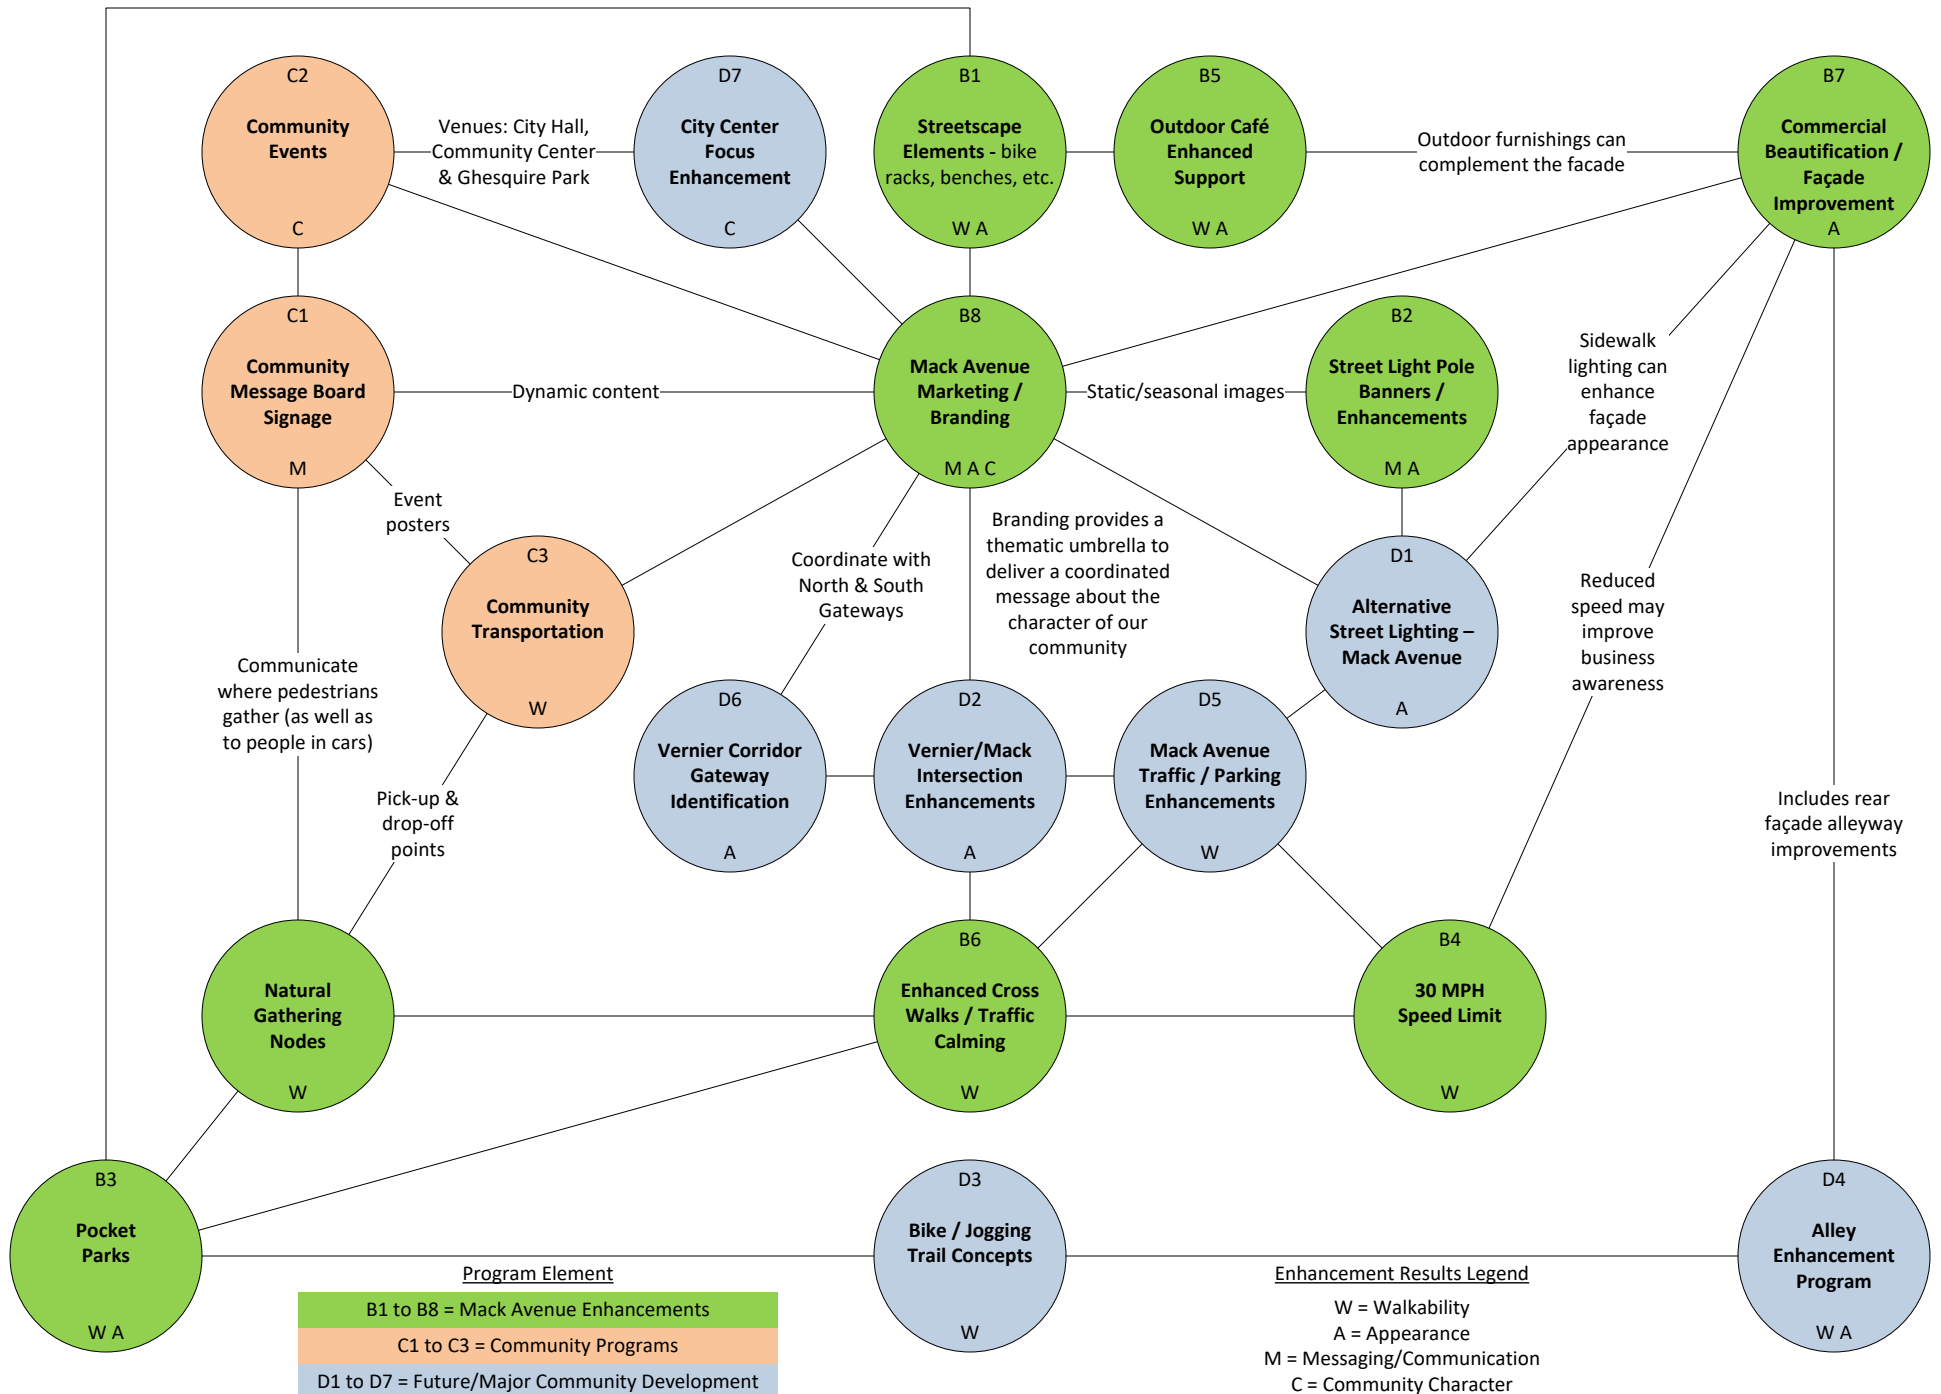 C2
Community
Events
C
Venues: City Hall,
Community Center
& Ghesquire Park
D7
City Center
Focus
Enhancement
C
B1
Streetscape
Elements - bike
racks, benches, etc.
W A
B5
Outdoor Café
Enhanced
Support
W A
Outdoor furnishings can
complement the facade
B7
Commercial
Beautification /
Façade
Improvement
A
C1
Community
Message Board
Signage
M
Dynamic content
B8
Mack Avenue
Marketing /
Branding
M A C
Static/seasonal images
B2
Street Light Pole
Banners /
Enhancements
M A
Sidewalk
lighting can
enhance
façade
appearance
Event
posters
C3
Community
Transportation
W
Coordinate with
North & South
Gateways
Branding provides a
thematic umbrella to
deliver a coordinated
message about the
character of our
community
D1
Alternative
Street Lighting –
Mack Avenue
A
Reduced
speed may
improve
business
awareness
Communicate
where pedestrians
gather (as well as
to people in cars)
Pick-up &
drop-off
points
D6
Vernier Corridor
Gateway
Identification
A
D2
Vernier/Mack
Intersection
Enhancements
A
D5
Mack Avenue
Traffic / Parking
Enhancements
W
Includes rear
façade alleyway
improvements
Natural
Gathering
Nodes
W
B6
Enhanced Cross
Walks / Traffic
Calming
W
B4
30 MPH
Speed Limit
W
B3
Pocket
Parks
W A
D3
Bike / Jogging
Trail Concepts
W
D4
Alley
Enhancement
Program
W A
Program Element
B1 to B8 = Mack Avenue Enhancements
C1 to C3 = Community Programs
D1 to D7 = Future/Major Community Development
Enhancement Results Legend
W = Walkability
A = Appearance
M = Messaging/Communication
C = Community Character